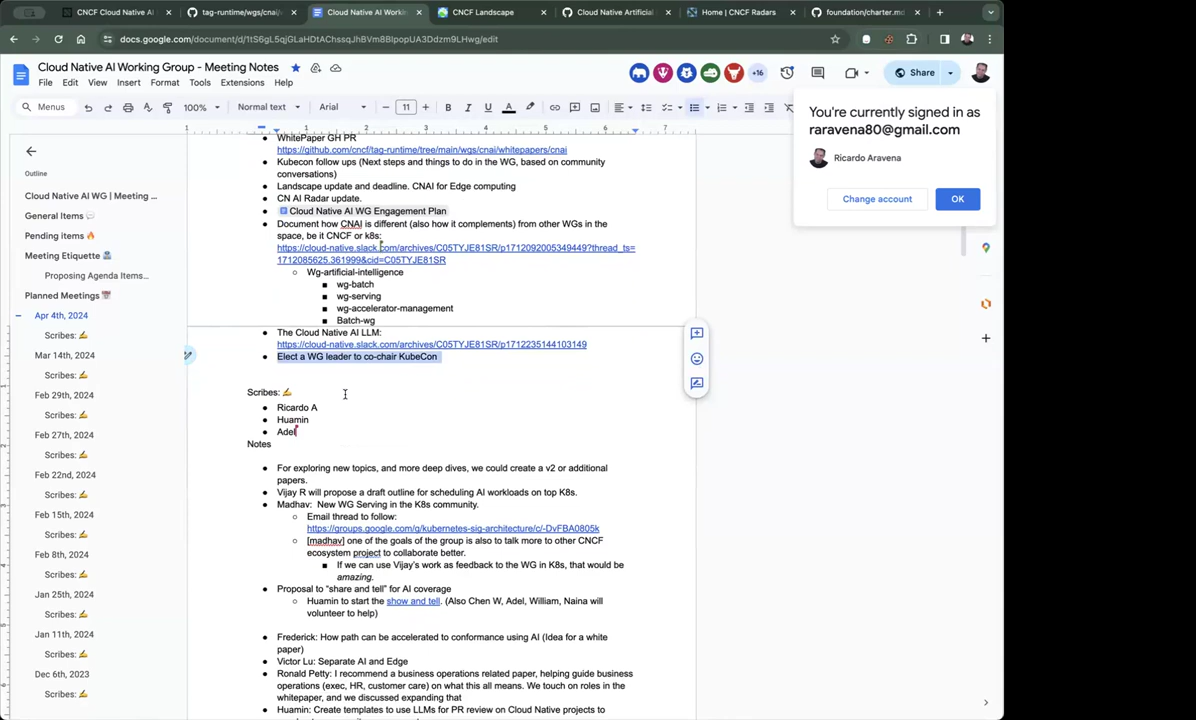 CNCF Cloud Native AI
tag-runtime/wgs/cnai/
Cloud Native AI Workin
CNCF Landscape
Cloud Native Artificial
Home | CNCF Radars
foundation/charter.md
docs.google.com/document/d/1tS6gL5qjGLaHDtAChssqJhBVm8BlpopUA3Ddzm9LHwg/edit
Cloud Native AI Working Group - Meeting Notes
File Edit View Insert Format Tools Extensions Help
+16
Share
Menus
100%
Normal text
Arial
11
You're currently signed in as
raravena80@gmail.com
Ricardo Aravena
Change account
OK
Outline
Cloud Native AI WG | Meeting ...
General Items 💬
Pending items 🔥
Meeting Etiquette
Proposing Agenda Items...
Planned Meetings 📅
Apr 4th, 2024
Scribes: ✍️
Mar 14th, 2024
Scribes: ✍️
Feb 29th, 2024
Scribes: ✍️
Feb 27th, 2024
Scribes: ✍️
Feb 22nd, 2024
Scribes: ✍️
Feb 15th, 2024
Scribes: ✍️
Feb 8th, 2024
Scribes: ✍️
Jan 25th, 2024
Scribes: ✍️
Jan 11th, 2024
Scribes: ✍️
Dec 6th, 2023
Scribes: ✍️
1 1 2 3 4 5 6 7
WhitePaper GH PR
https://github.com/cncf/tag-runtime/tree/main/wgs/cnai/whitepapers/cnai
Kubecon follow ups (Next steps and things to do in the WG, based on community
conversations)
Landscape update and deadline. CNAI for Edge computing
CN AI Radar update.
Cloud Native AI WG Engagement Plan
Document how CNAI is different (also how it complements) from other WGs in the
space, be it CNCF or k8s:
https://cloud-native.slack.com/archives/C05TYJE81SR/p1712092005349449?thread_ts=
1712085625.361999&cid=C05TYJE81SR
Wg-artificial-intelligence
wg-batch
wg-serving
wg-accelerator-management
Batch-wg
The Cloud Native AI LLM:
https://cloud-native.slack.com/archives/C05TYJE81SR/p1712235144103149
Elect a WG leader to co-chair KubeCon
Scribes: ✍️
Ricardo A
Huamin
Adel
Notes
For exploring new topics, and more deep dives, we could create a v2 or additional
papers.
Vijay R will propose a draft outline for scheduling AI workloads on top K8s.
Madhav: New WG Serving in the K8s community.
Email thread to follow:
https://groups.google.com/g/kubernetes-sig-architecture/c/-DvFBA0805k
[madhav] one of the goals of the group is also to talk more to other CNCF
ecosystem project to collaborate better.
If we can use Vijay's work as feedback to the WG in K8s, that would be
amazing.
Proposal to “share and tell” for AI coverage
Huamin to start the show and tell. (Also Chen W, Adel, William, Naina will
volunteer to help)
Frederick: How path can be accelerated to conformance using AI (Idea for a white
paper)
Victor Lu: Separate AI and Edge
Ronald Petty: I recommend a business operations related paper, helping guide business
operations (exec, HR, customer care) on what this all means. We touch on roles in the
whitepaper, and we discussed expanding that
Huamin: Create templates to use LLMs for PR review on Cloud Native projects to